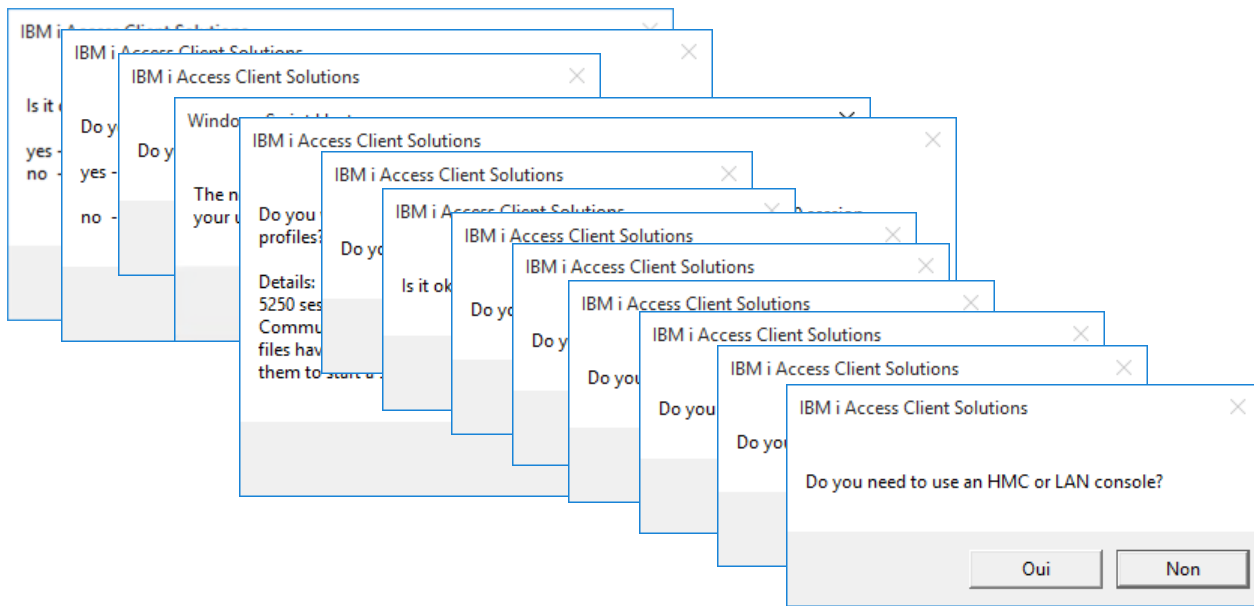 IBM i Access Client Solutions
Is it
yes -
no -
IBM i Access Client Solutions
Do y
yes -
no -
IBM i Access Client Solutions
Do y
Windows Script Host
The n
your u
IBM i Access Client Solutions
Do you
session
profiles?
Details:
5250 ses
Commu
files hav
them to start a
IBM i Access Client Solutions
Do yo
IBM i Access Client Solutions
Is it ok
IBM i Access Client Solutions
Do yo
IBM i Access Client Solutions
Do y
IBM i Access Client Solutions
Do you
IBM i Access Client Solutions
Do you
IBM i Access Client Solutions
Do you
IBM i Access Client Solutions
Do you need to use an HMC or LAN console?
Oui
Non